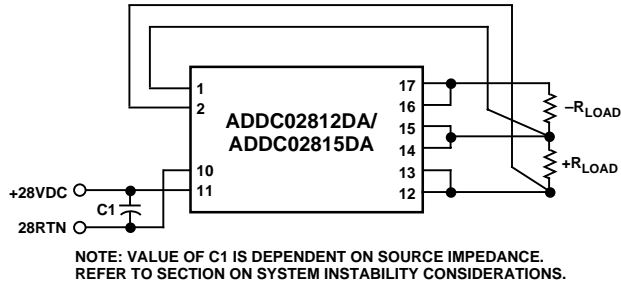 1
2
ADDC02812DA/
ADDC02815DA
17
16
15
14
13
12
10
11
–RLOAD
+RLOAD
+28VDC
C1
28RTN
NOTE: VALUE OF C1 IS DEPENDENT ON SOURCE IMPEDANCE.
REFER TO SECTION ON SYSTEM INSTABILITY CONSIDERATIONS.